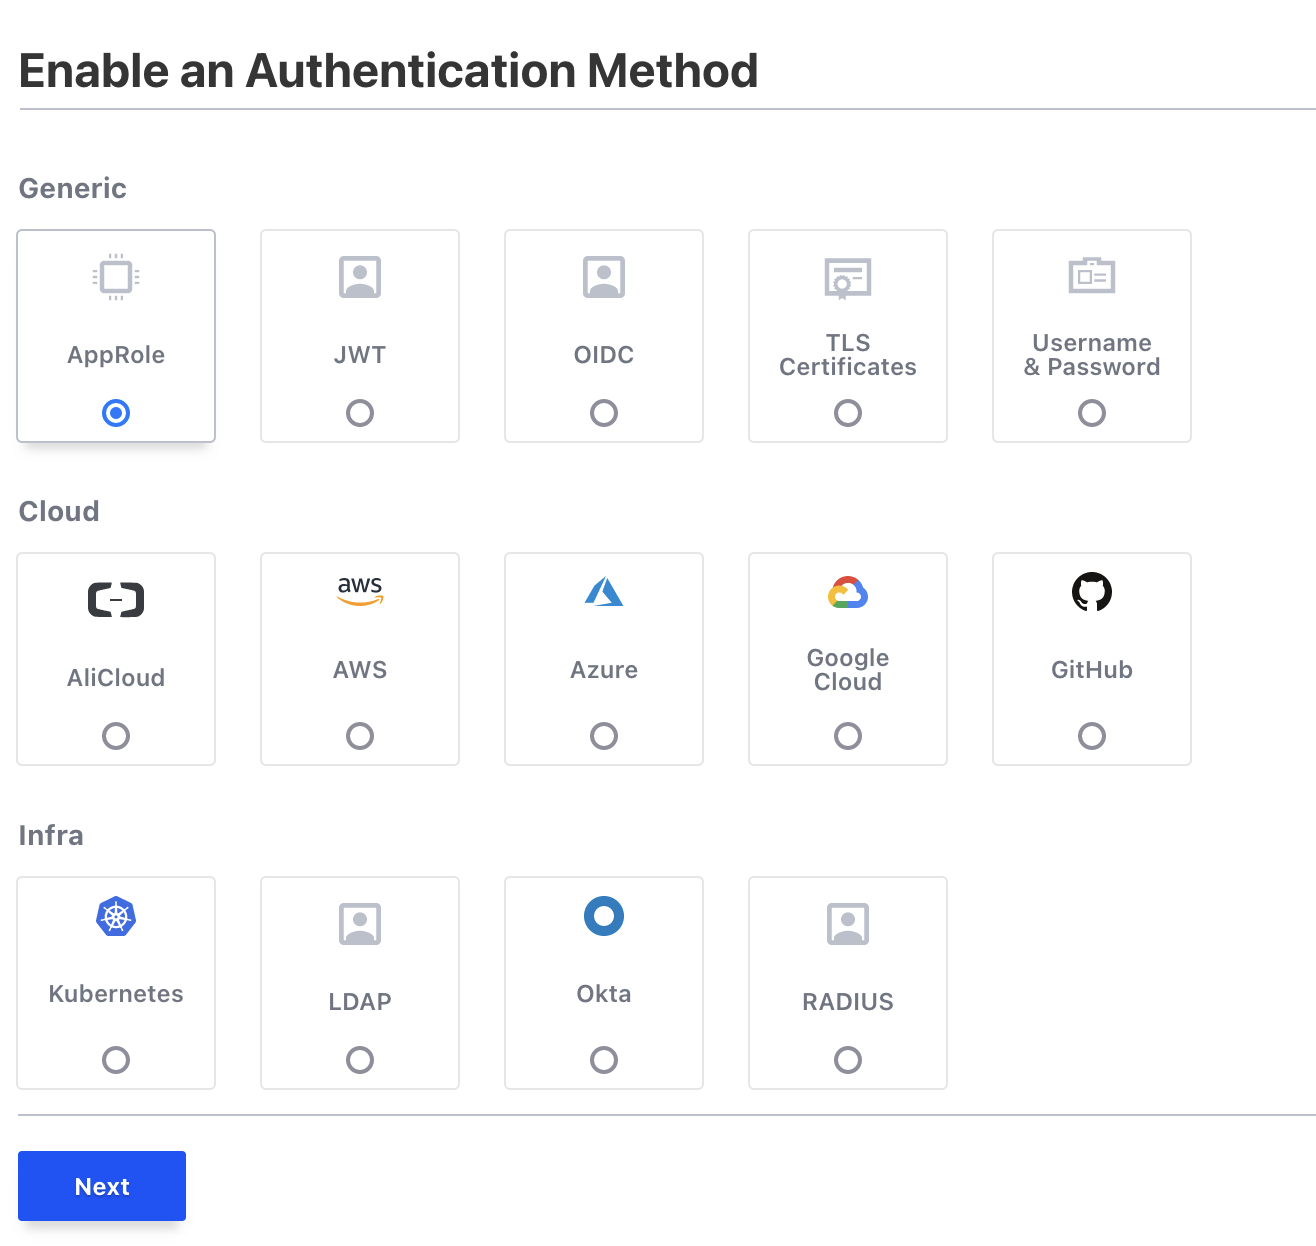 Enable an Authentication Method
Generic
AppRole
JWT
OIDC
TLS
Certificates
Username
& Password
Cloud
AliCloud
aws
AWS
Azure
Google
Cloud
GitHub
Infra
Kubernetes
LDAP
Okta
RADIUS
Next